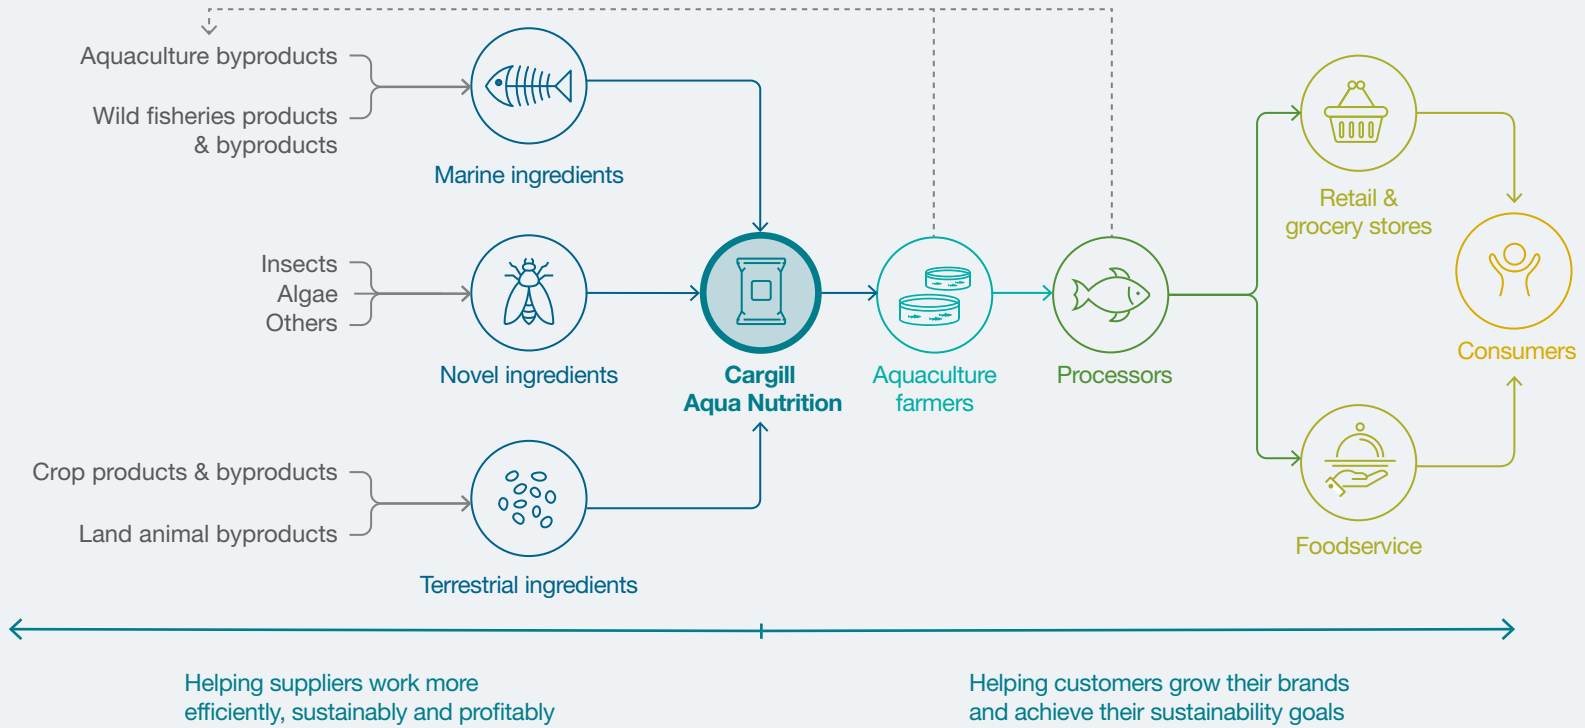 Aquaculture byproducts
Wild fisheries products
& byproducts
Marine ingredients
Insects
Algae
Others
Novel ingredients
Crop products & byproducts
Land animal byproducts
Terrestrial ingredients
Cargill
Aqua Nutrition
Aquaculture
farmers
Processors
Retail &
grocery stores
Foodservice
Consumers
Helping suppliers work more
efficiently, sustainably and profitably
Helping customers grow their brands
and achieve their sustainability goals